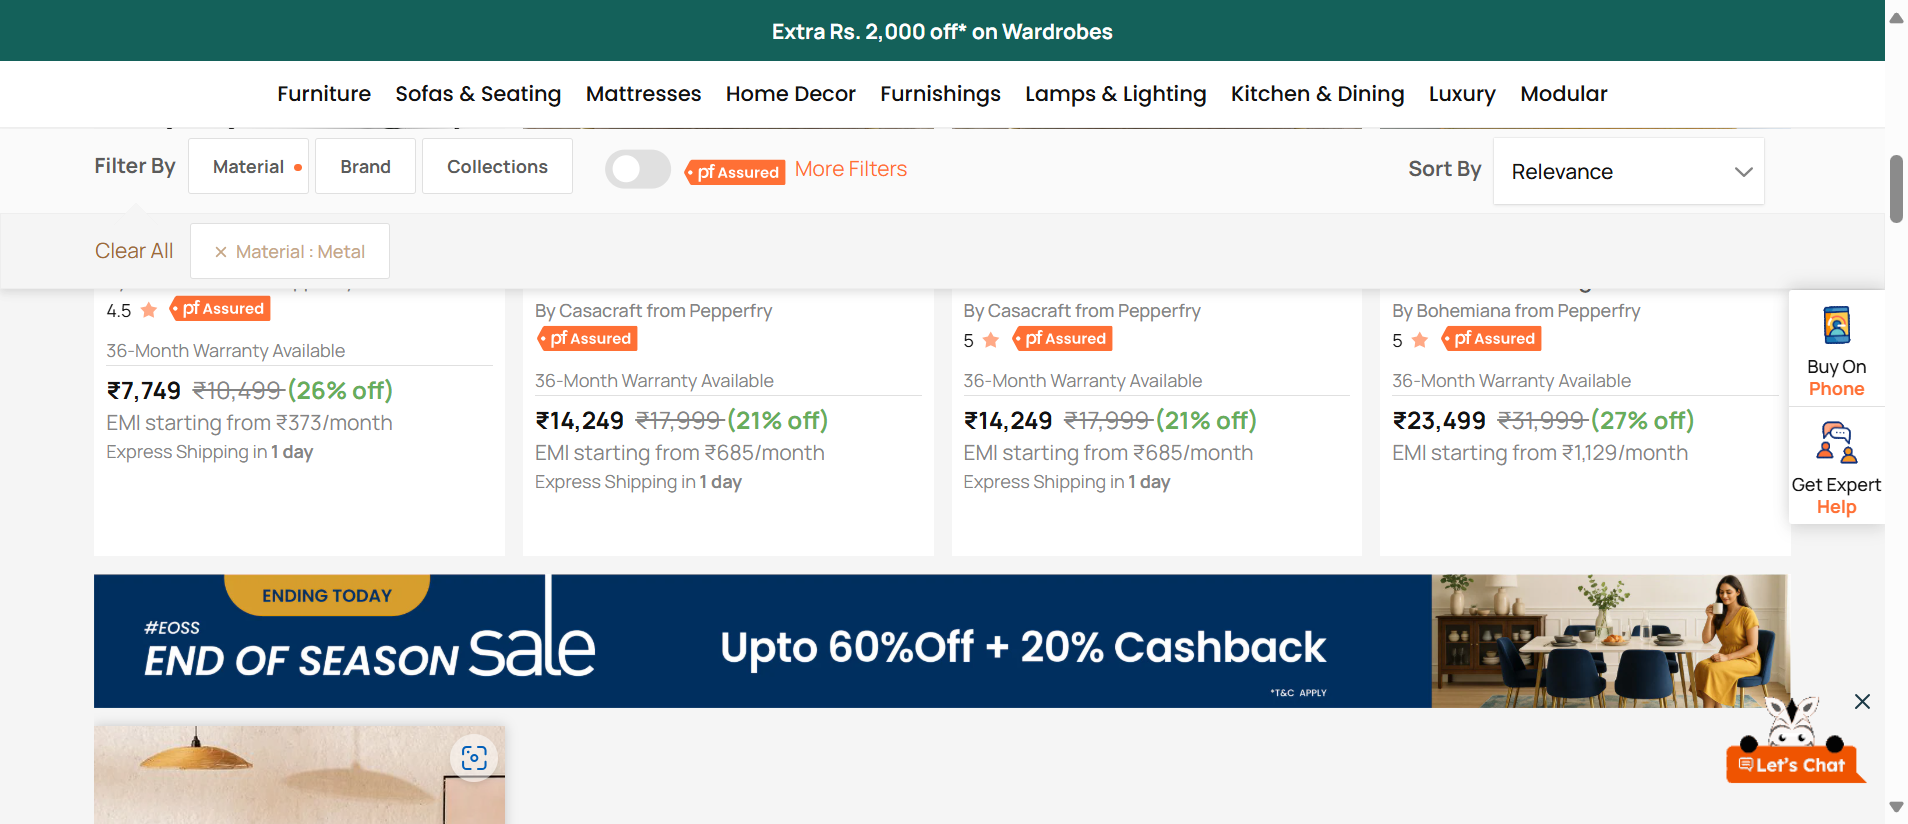 Extra Rs. 2,000 off* on Wardrobes
Furniture Sofas & Seating Mattresses Home Decor Furnishings Lamps & Lighting Kitchen & Dining Luxury Modular
Filter By Material Brand Collections pf Assured More Filters Sort By Relevance
Clear All × Material : Metal
4.5 pf Assured
36-Month Warranty Available
₹7,749 ₹10,499 (26% off)
EMI starting from ₹373/month
Express Shipping in 1 day
By Casacraft from Pepperfry
pf Assured
36-Month Warranty Available
₹14,249 ₹17,999 (21% off)
EMI starting from ₹685/month
Express Shipping in 1 day
By Casacraft from Pepperfry
5 pf Assured
36-Month Warranty Available
₹14,249 ₹17,999 (21% off)
EMI starting from ₹685/month
Express Shipping in 1 day
By Bohemiana from Pepperfry
5 pf Assured
36-Month Warranty Available
₹23,499 ₹31,999 (27% off)
EMI starting from ₹1,129/month
Buy On
Phone
Get Expert
Help
ENDING TODAY
#EOSS
END OF SEASON sale
Upto 60%Off + 20% Cashback
*T&C APPLY
Let's Chat